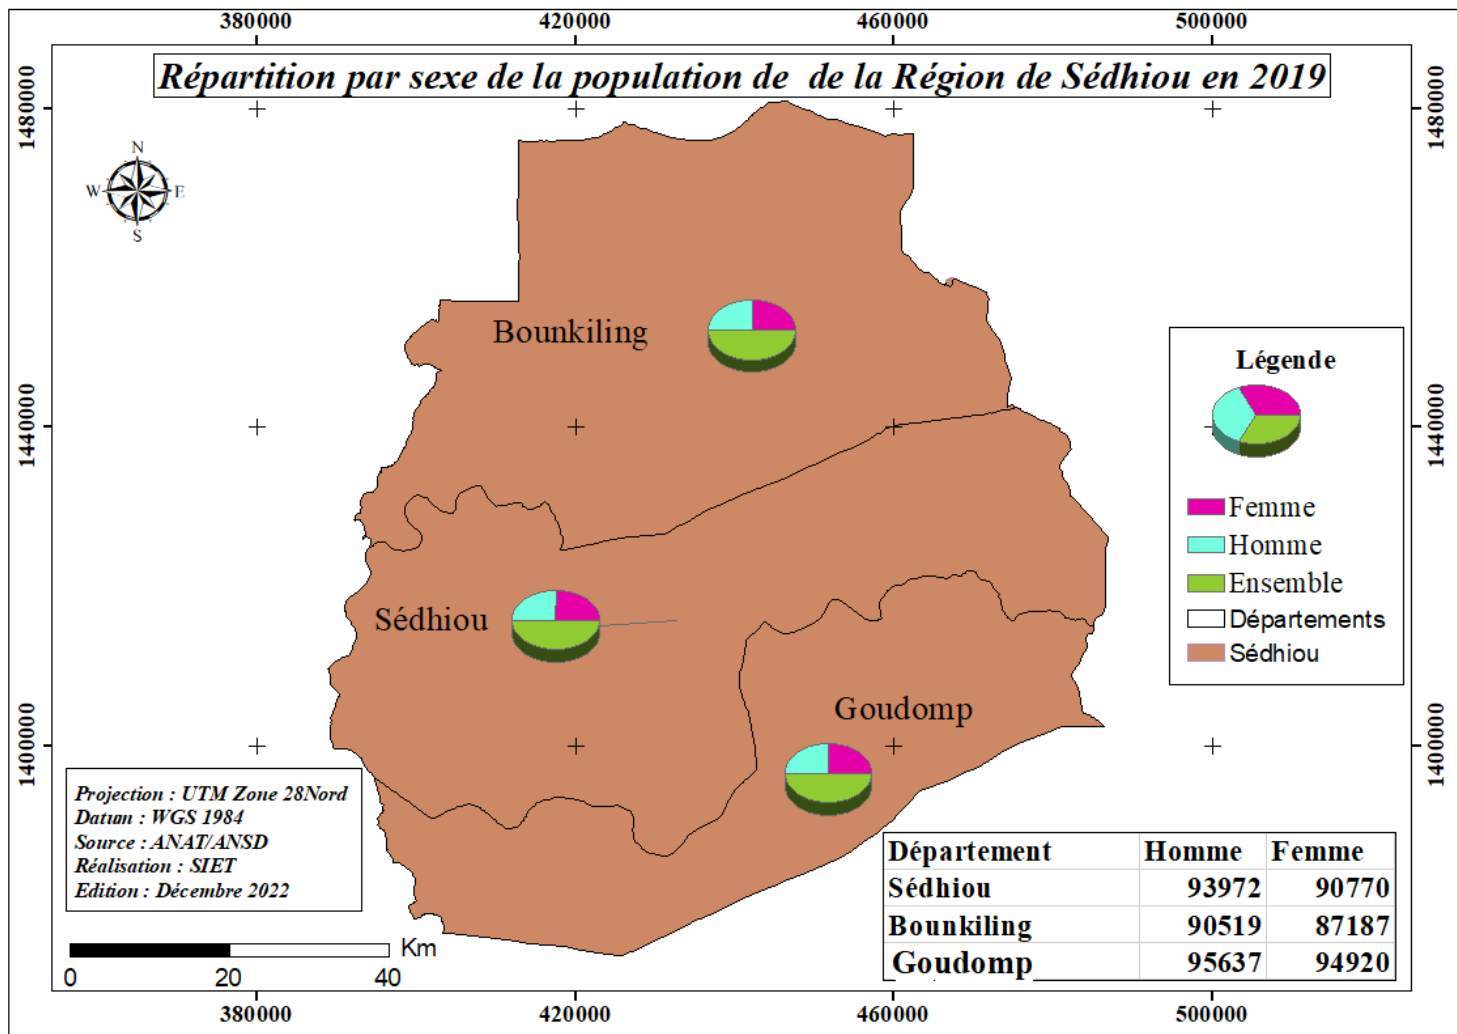 380000 420000 460000 500000
Répartition par sexe de la population de de la Région de Sédhiou en 2019
1480000 1480000
N
W E
S
Bounkiling
Légende
Femme
Homme
Ensemble
Départements
Sédhiou
1440000 1440000
Sédhiou
Goudomp
1400000 1400000
Projection : UTM Zone 28Nord
Datum : WGS 1984
Source : ANAT/ANSD
Réalisation : SIET
Edition : Décembre 2022
Km
0 20 40
Département Homme Femme
Sédhiou 93972 90770
Bounkiling 90519 87187
Goudomp 95637 94920
380000 420000 460000 500000